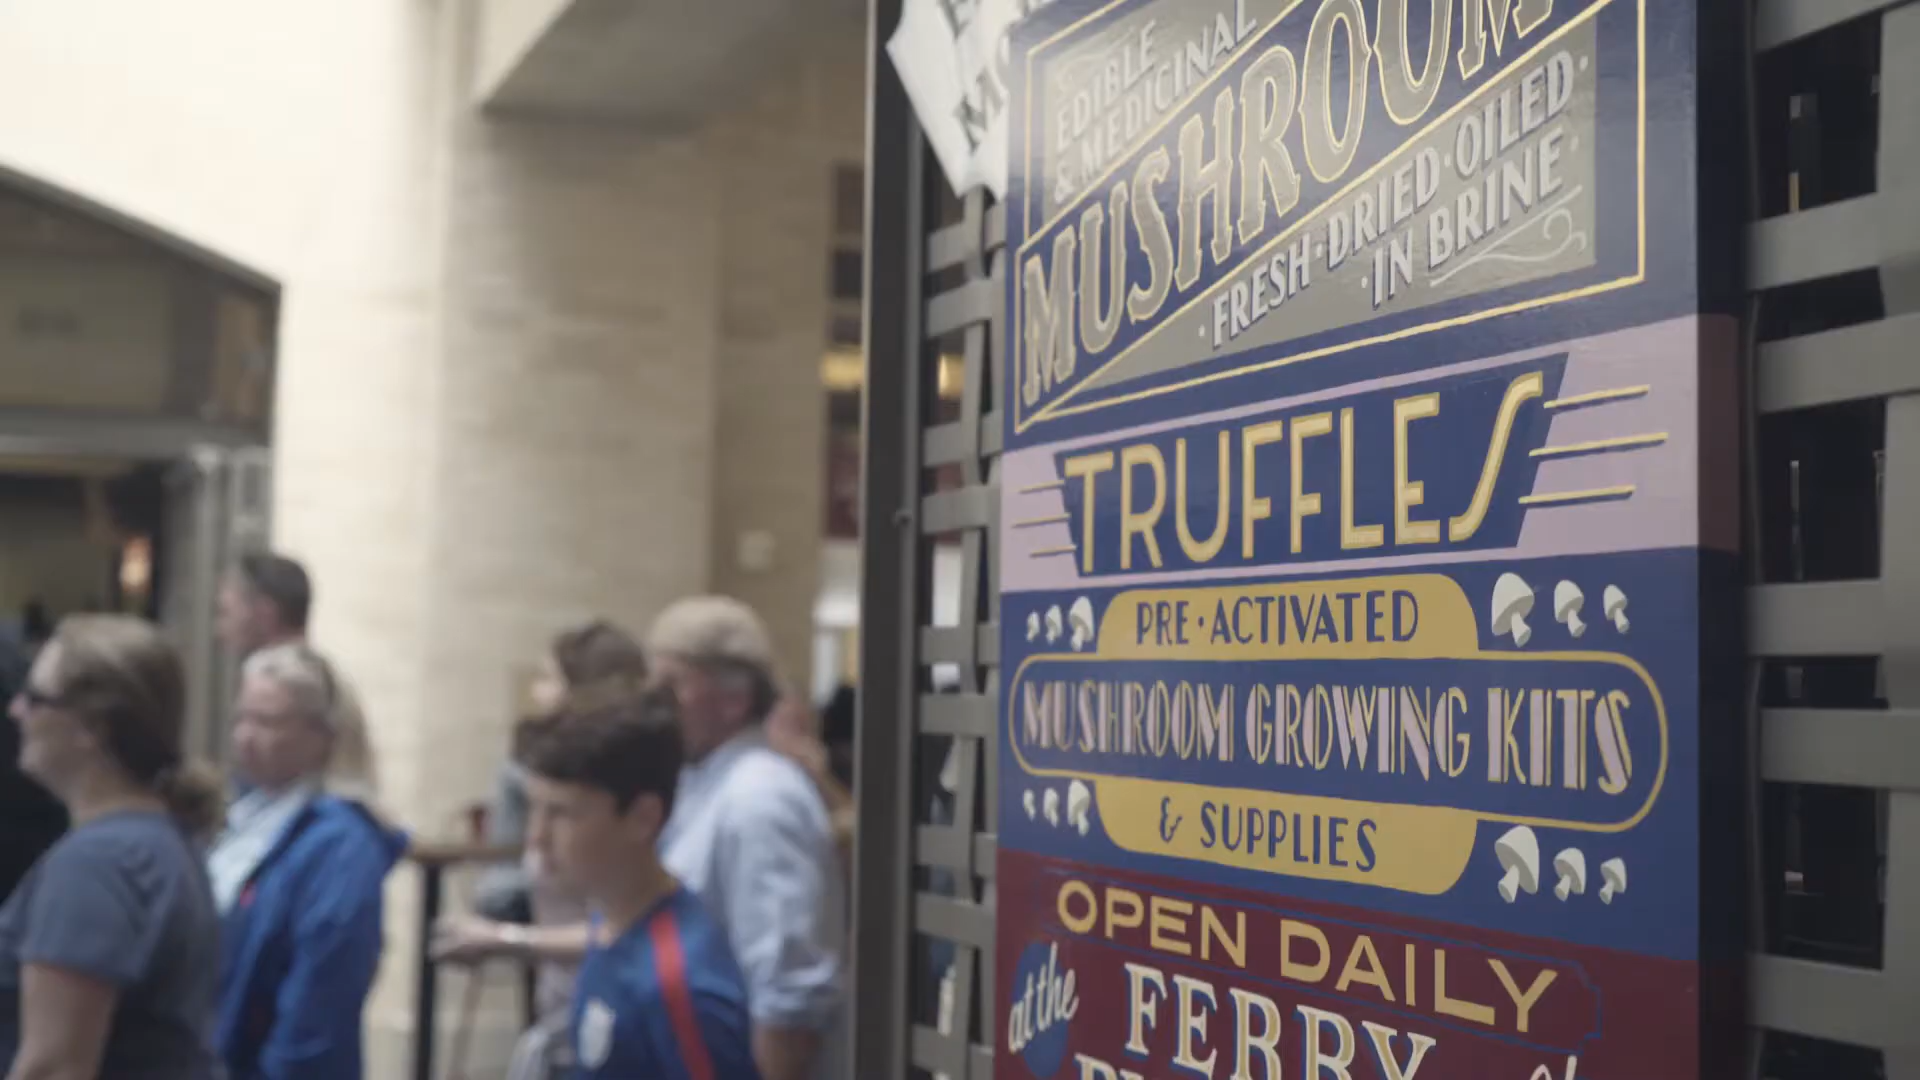 EDIBLE
& MEDICINAL
MUSHROOM
· FRESH · DRIED · OILED ·
· IN BRINE ·
TRUFFLES
PRE·ACTIVATED
MUSHROOM GROWING KITS
& SUPPLIES
OPEN DAILY
at the
FERRY